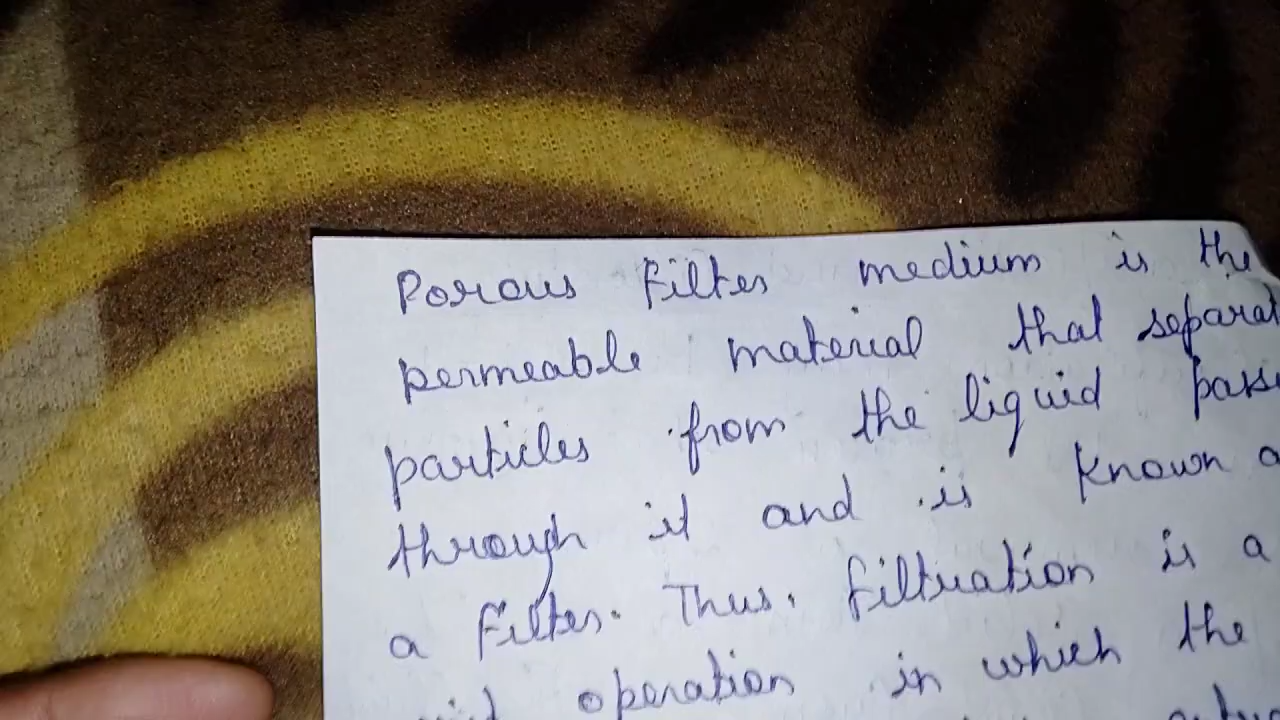 Porous filter medium is the
permeable material that separat
particles from the liquid pass
through it and is known a
a filter. Thus, filtration is a
operation in which the